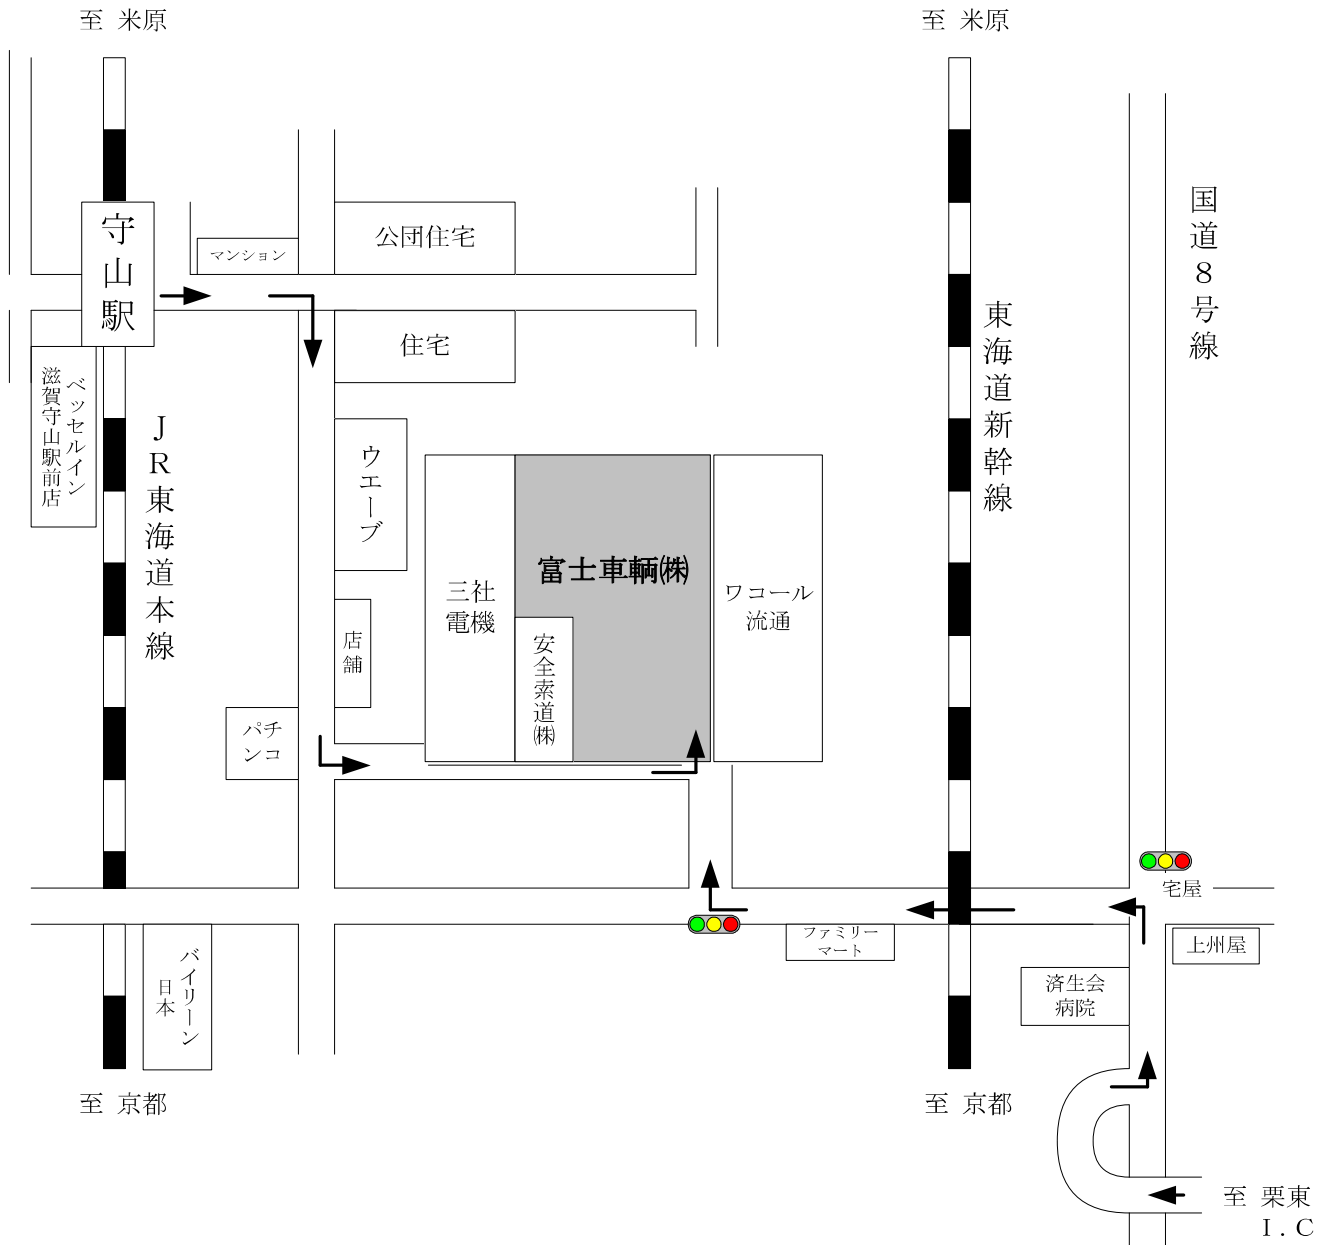 至 米原
至 米原
守山駅
マンション
公団住宅
国道8号線
住宅
東海道新幹線
ベッセルイン
滋賀守山駅前店
JR東海道本線
ウエーブ
三社
電機
富士車輌㈱
ワコール
流通
店舗
安全索道㈱
パチ
ンコ
宅屋
ファミリー
マート
上州屋
バイリーン
日本
済生会
病院
至 京都
至 京都
至 栗東
I.C